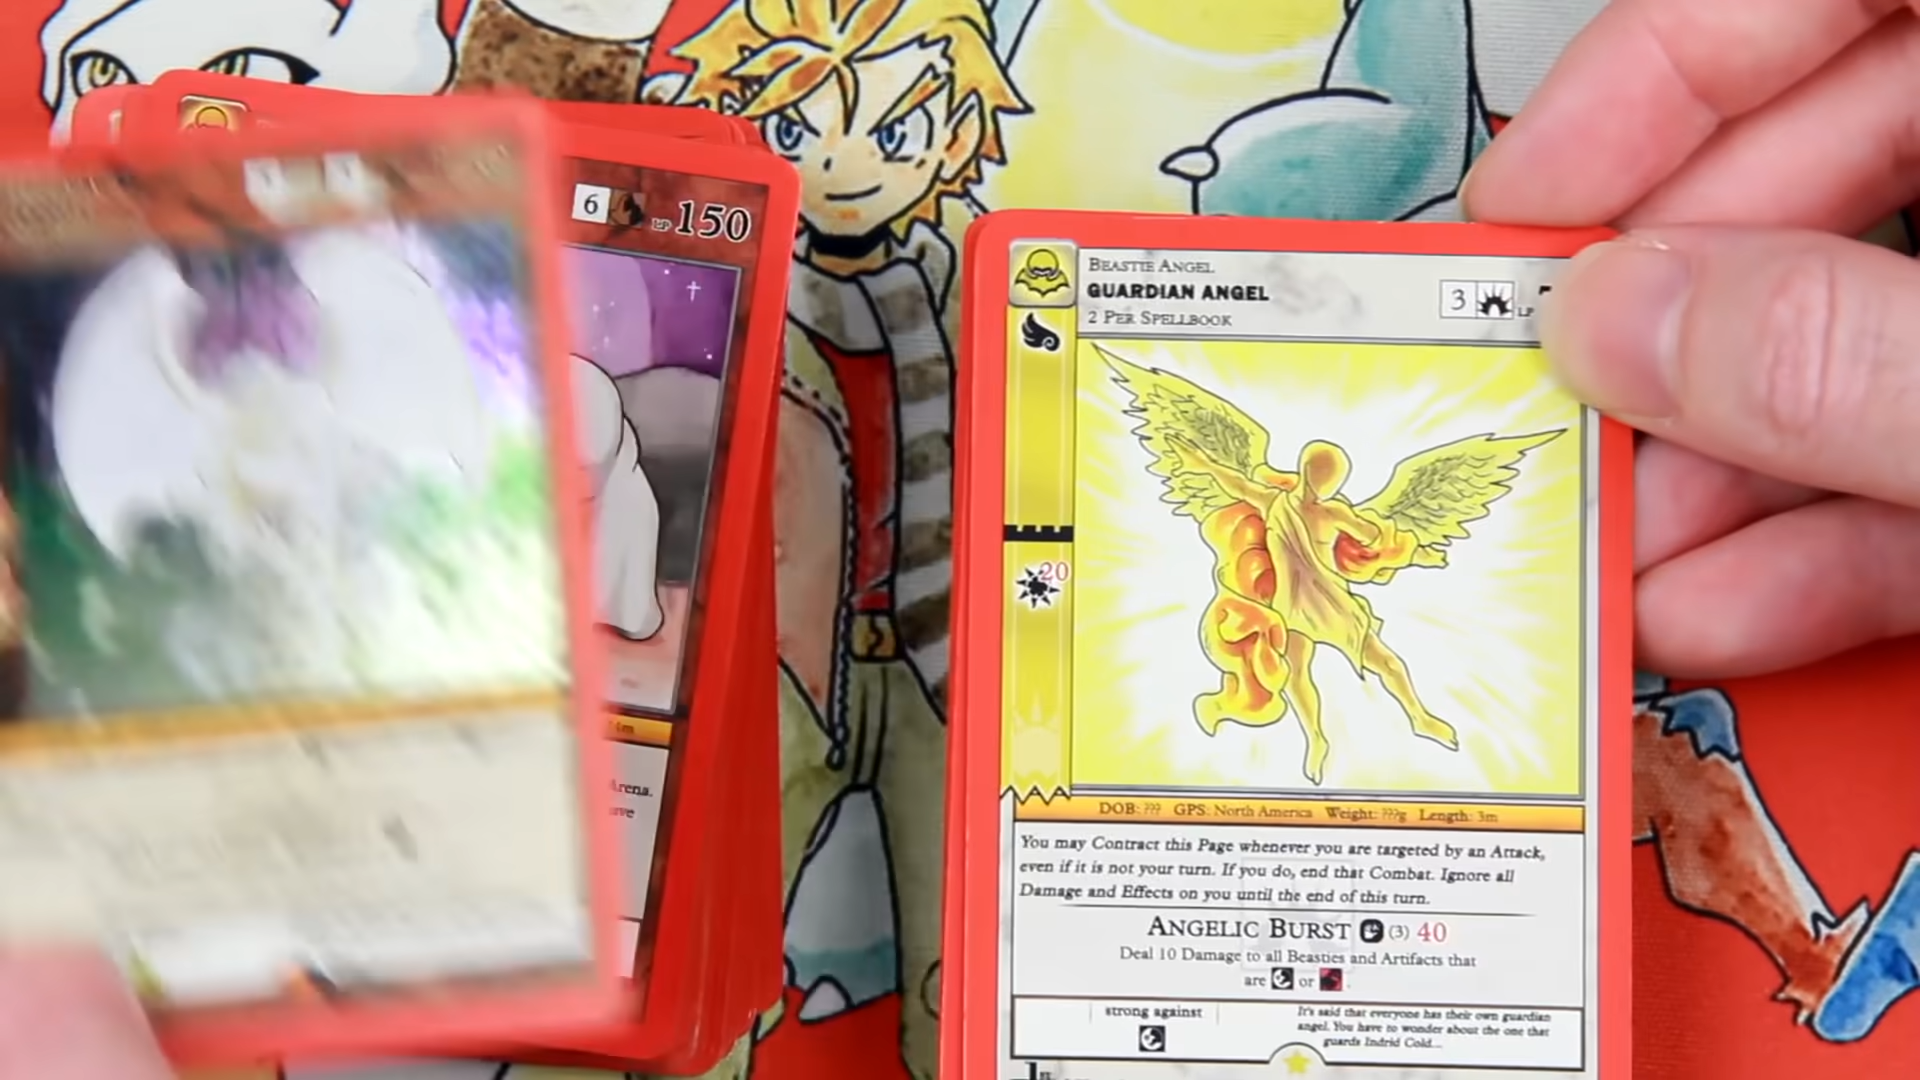 6 LP 150
4m
Arena.
BEASTIE ANGEL
GUARDIAN ANGEL
2 PER SPELLBOOK
3 LP
20
DOB: ??? GPS: North America Weight: ???g Length: 3m
You may Contract this Page whenever you are targeted by an Attack,
even if it is not your turn. If you do, end that Combat. Ignore all
Damage and Effects on you until the end of this turn.
ANGELIC BURST (3) 40
Deal 10 Damage to all Beasties and Artifacts that
are or .
strong against
It's said that everyone has their own guardian
angel. You have to wonder about the one that
guards Indrid Cold...